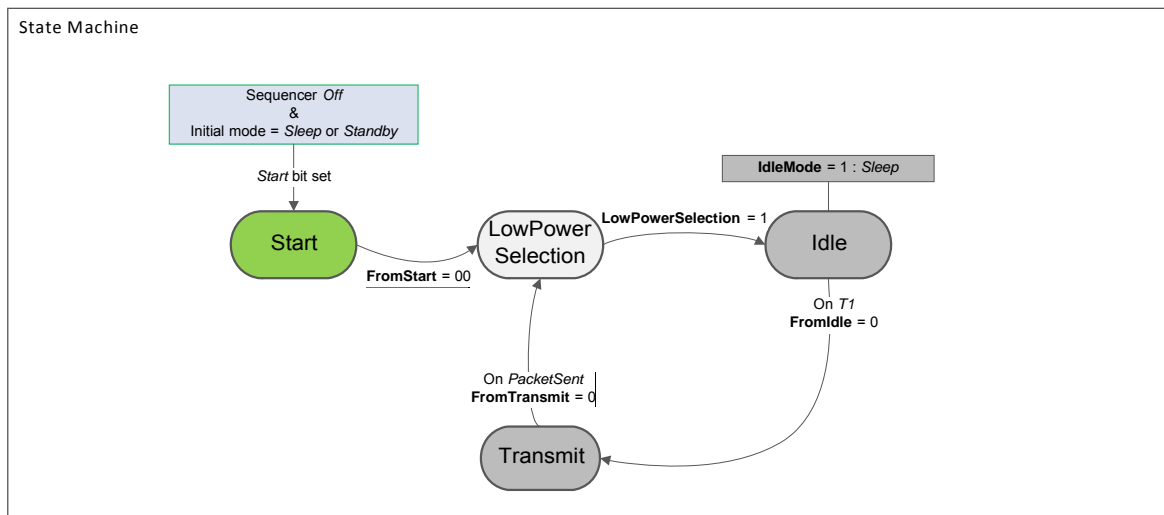 State Machine
Sequencer Off
&
Initial mode = Sleep or Standby
Start bit set
IdleMode = 1 : Sleep
Start
LowPower
Selection
LowPowerSelection = 1
Idle
FromStart = 00
On T1
FromIdle = 0
On PacketSent
FromTransmit = 0
Transmit